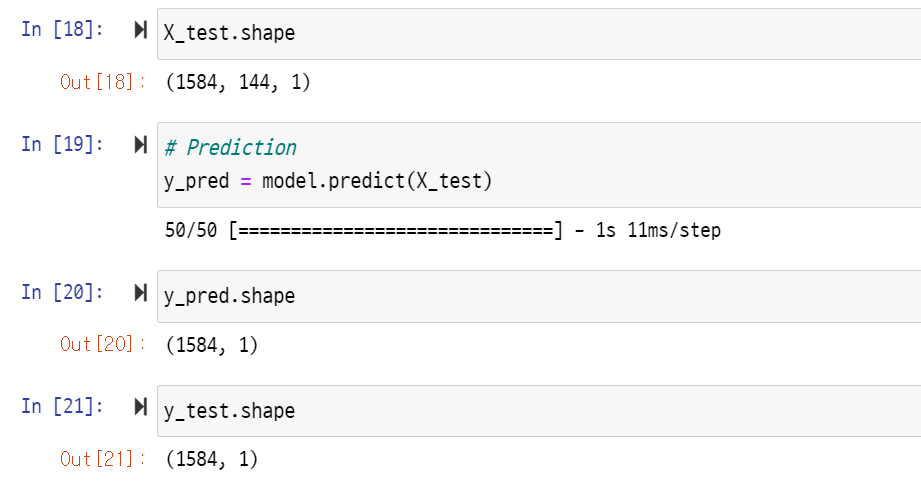 In [18]: X_test.shape
Out[18]: (1584, 144, 1)
In [19]: # Prediction
y_pred = model.predict(X_test)
50/50 [==============================] - 1s 11ms/step
In [20]: y_pred.shape
Out[20]: (1584, 1)
In [21]: y_test.shape
Out[21]: (1584, 1)